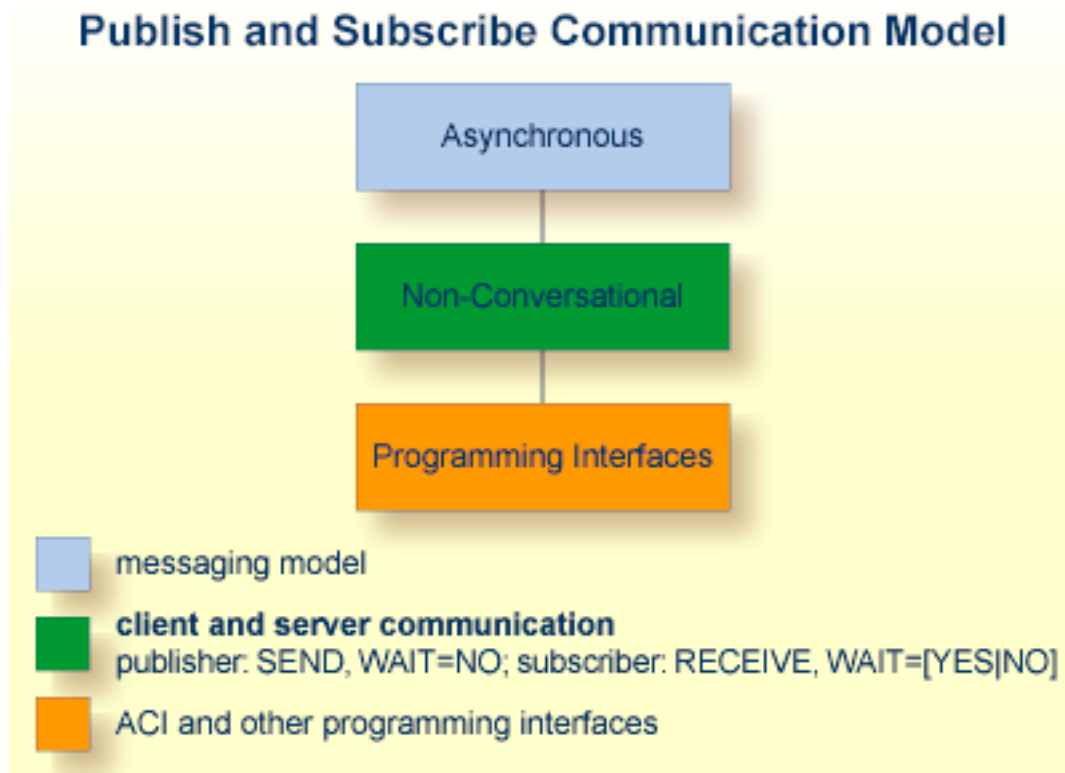 Publish and Subscribe Communication Model
Asynchronous
Non-Conversational
Programming Interfaces
messaging model
client and server communication
publisher: SEND, WAIT=NO; subscriber: RECEIVE, WAIT=[YES|NO]
ACI and other programming interfaces